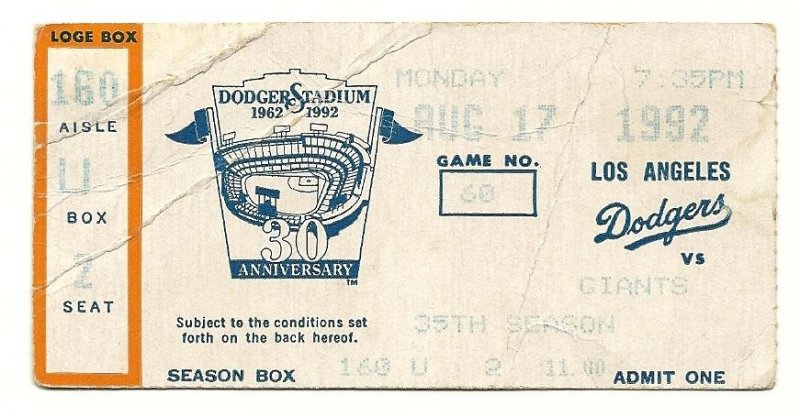 LOGE BOX
160
AISLE
U
BOX
2
SEAT
DODGER STADIUM
1962 1992
30
ANNIVERSARY
TM
Subject to the conditions set
forth on the back hereof.
SEASON BOX
MONDAY 7:35PM
AUG 17 1992
GAME NO.
60
LOS ANGELES
Dodgers
VS
GIANTS
35TH SEASON
160 U 2 11.00
ADMIT ONE